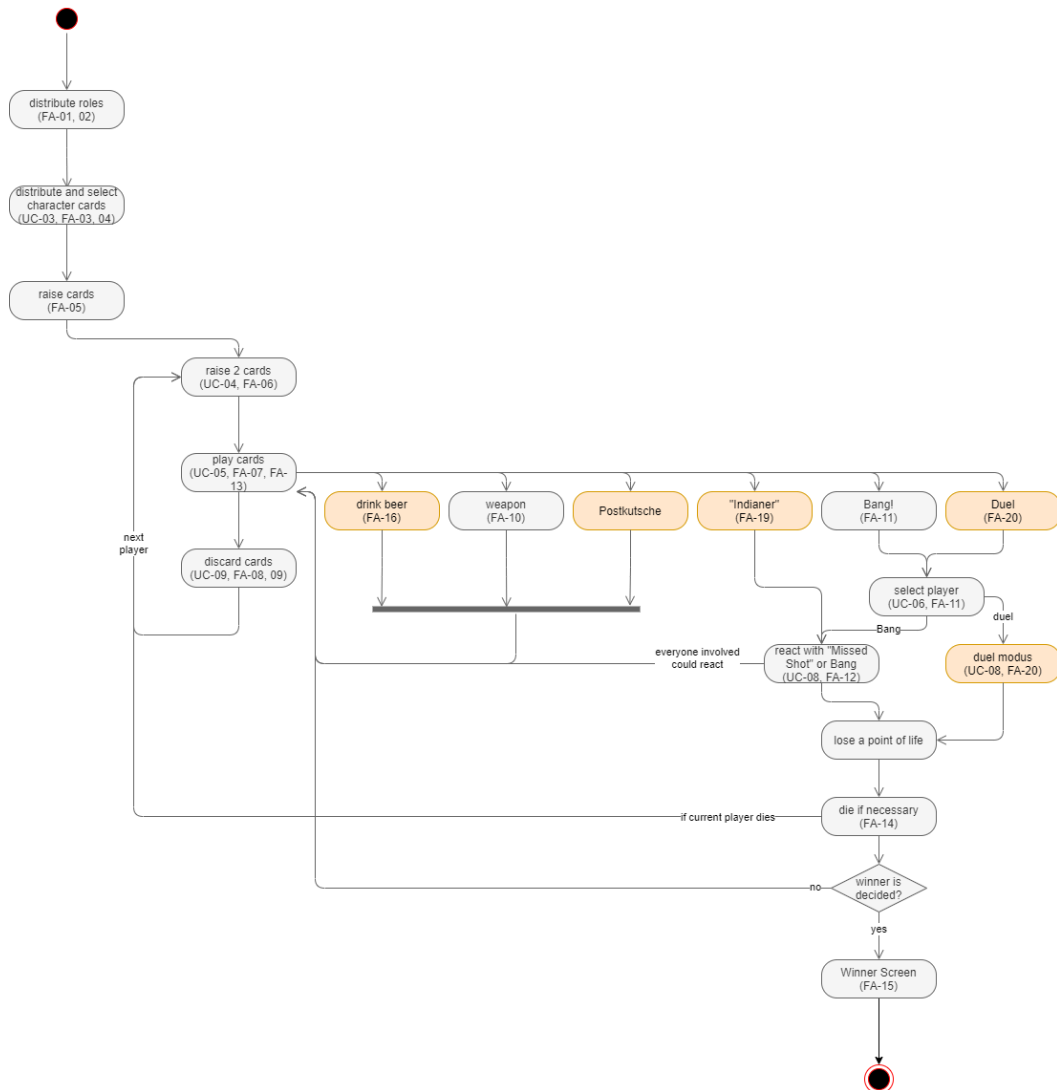 distribute roles
(FA-01, 02)
distribute and select
character cards
(UC-03, FA-03, 04)
raise cards
(FA-05)
raise 2 cards
(UC-04, FA-06)
play cards
(UC-05, FA-07, FA-
13)
drink beer
(FA-16)
weapon
(FA-10)
Postkutsche
"Indianer"
(FA-19)
Bang!
(FA-11)
Duel
(FA-20)
next
player
discard cards
(UC-09, FA-08, 09)
select player
(UC-06, FA-11)
duel
Bang
everyone involved
could react
react with "Missed
Shot" or Bang
(UC-08, FA-12)
duel modus
(UC-08, FA-20)
lose a point of life
if current player dies
die if necessary
(FA-14)
no
winner is
decided?
yes
Winner Screen
(FA-15)